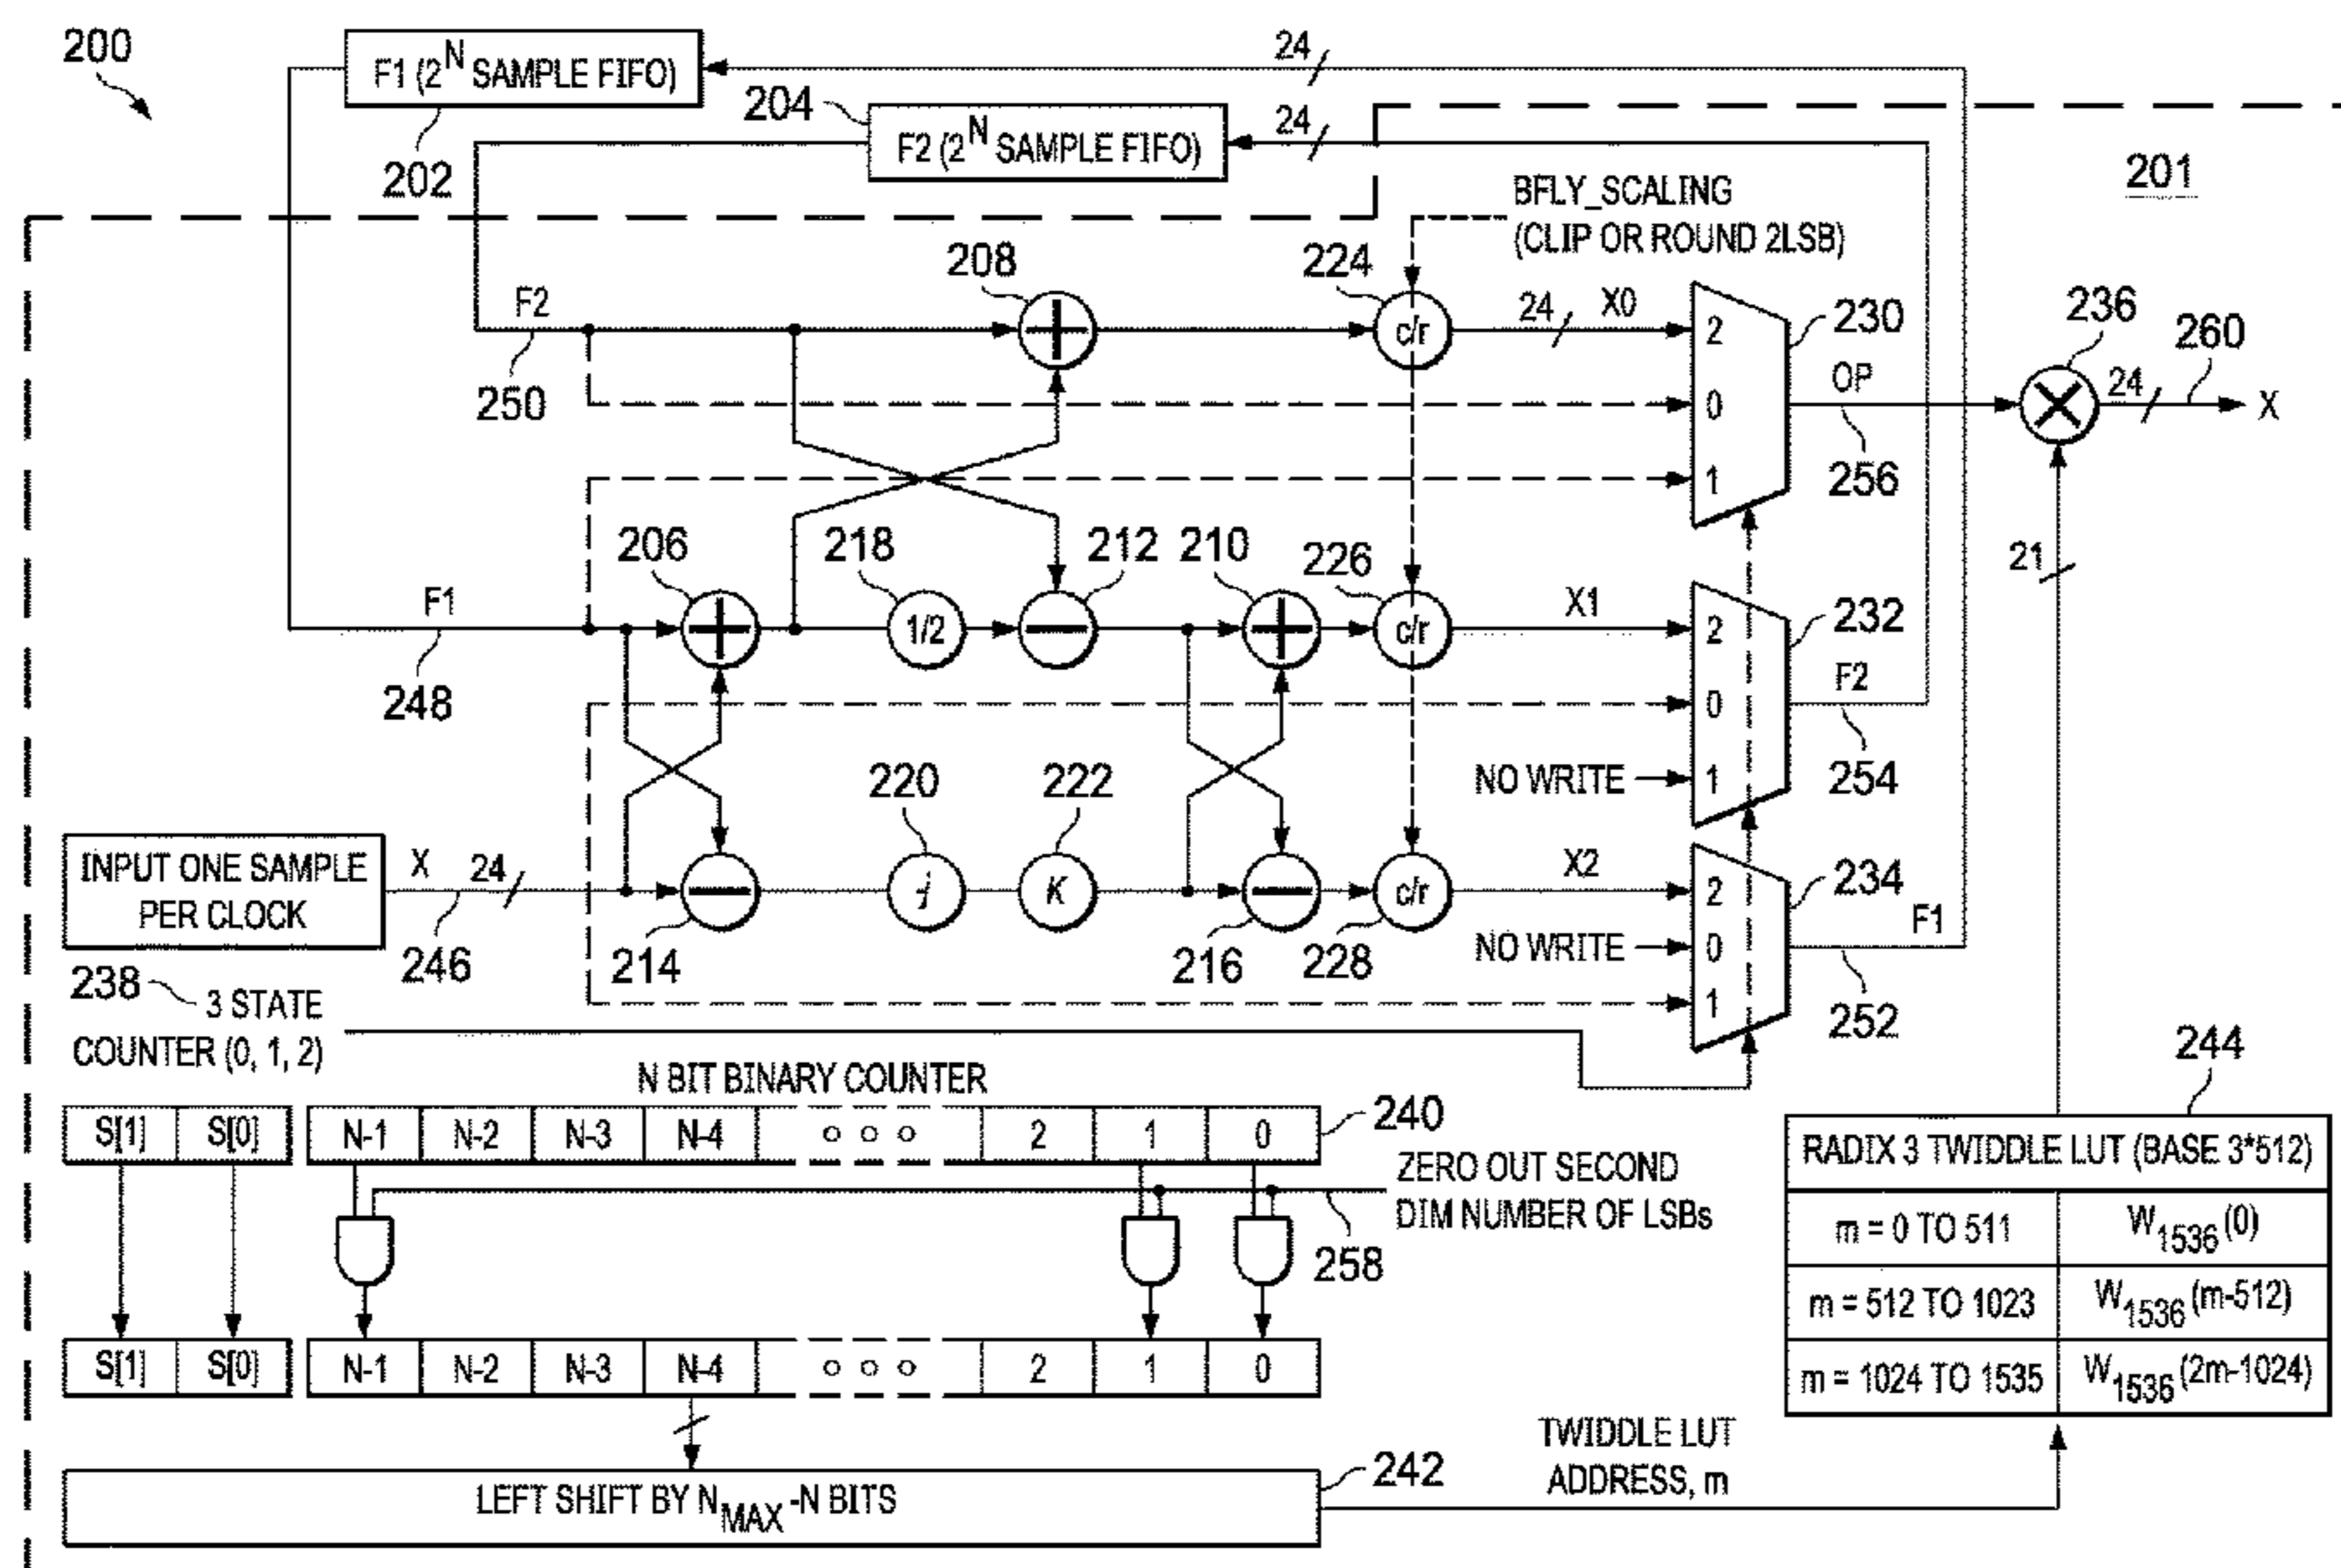 200
F1 (2^N SAMPLE FIFO)
24
202
204
F2 (2^N SAMPLE FIFO)
24
201
BFLY_SCALING
(CLIP OR ROUND 2LSB)
F2
250
208
224
c/r
24
X0
2
0
1
230
OP
256
236
24
260
X
F1
248
206
218
1/2
212
210
226
c/r
X1
2
0
1
232
F2
254
21
NO WRITE
INPUT ONE SAMPLE
PER CLOCK
X
24
246
214
220
-j
222
K
216
228
c/r
X2
NO WRITE
2
0
1
234
F1
252
238
3 STATE
COUNTER (0, 1, 2)
N BIT BINARY COUNTER
S[1] S[0] N-1 N-2 N-3 N-4 ○ ○ ○ 2 1 0
240
ZERO OUT SECOND
DIM NUMBER OF LSBs
258
S[1] S[0] N-1 N-2 N-3 N-4 ○ ○ ○ 2 1 0
LEFT SHIFT BY N_MAX -N BITS
242
TWIDDLE LUT
ADDRESS, m
244
RADIX 3 TWIDDLE LUT (BASE 3*512)
m = 0 TO 511 W_1536 (0)
m = 512 TO 1023 W_1536 (m-512)
m = 1024 TO 1535 W_1536 (2m-1024)